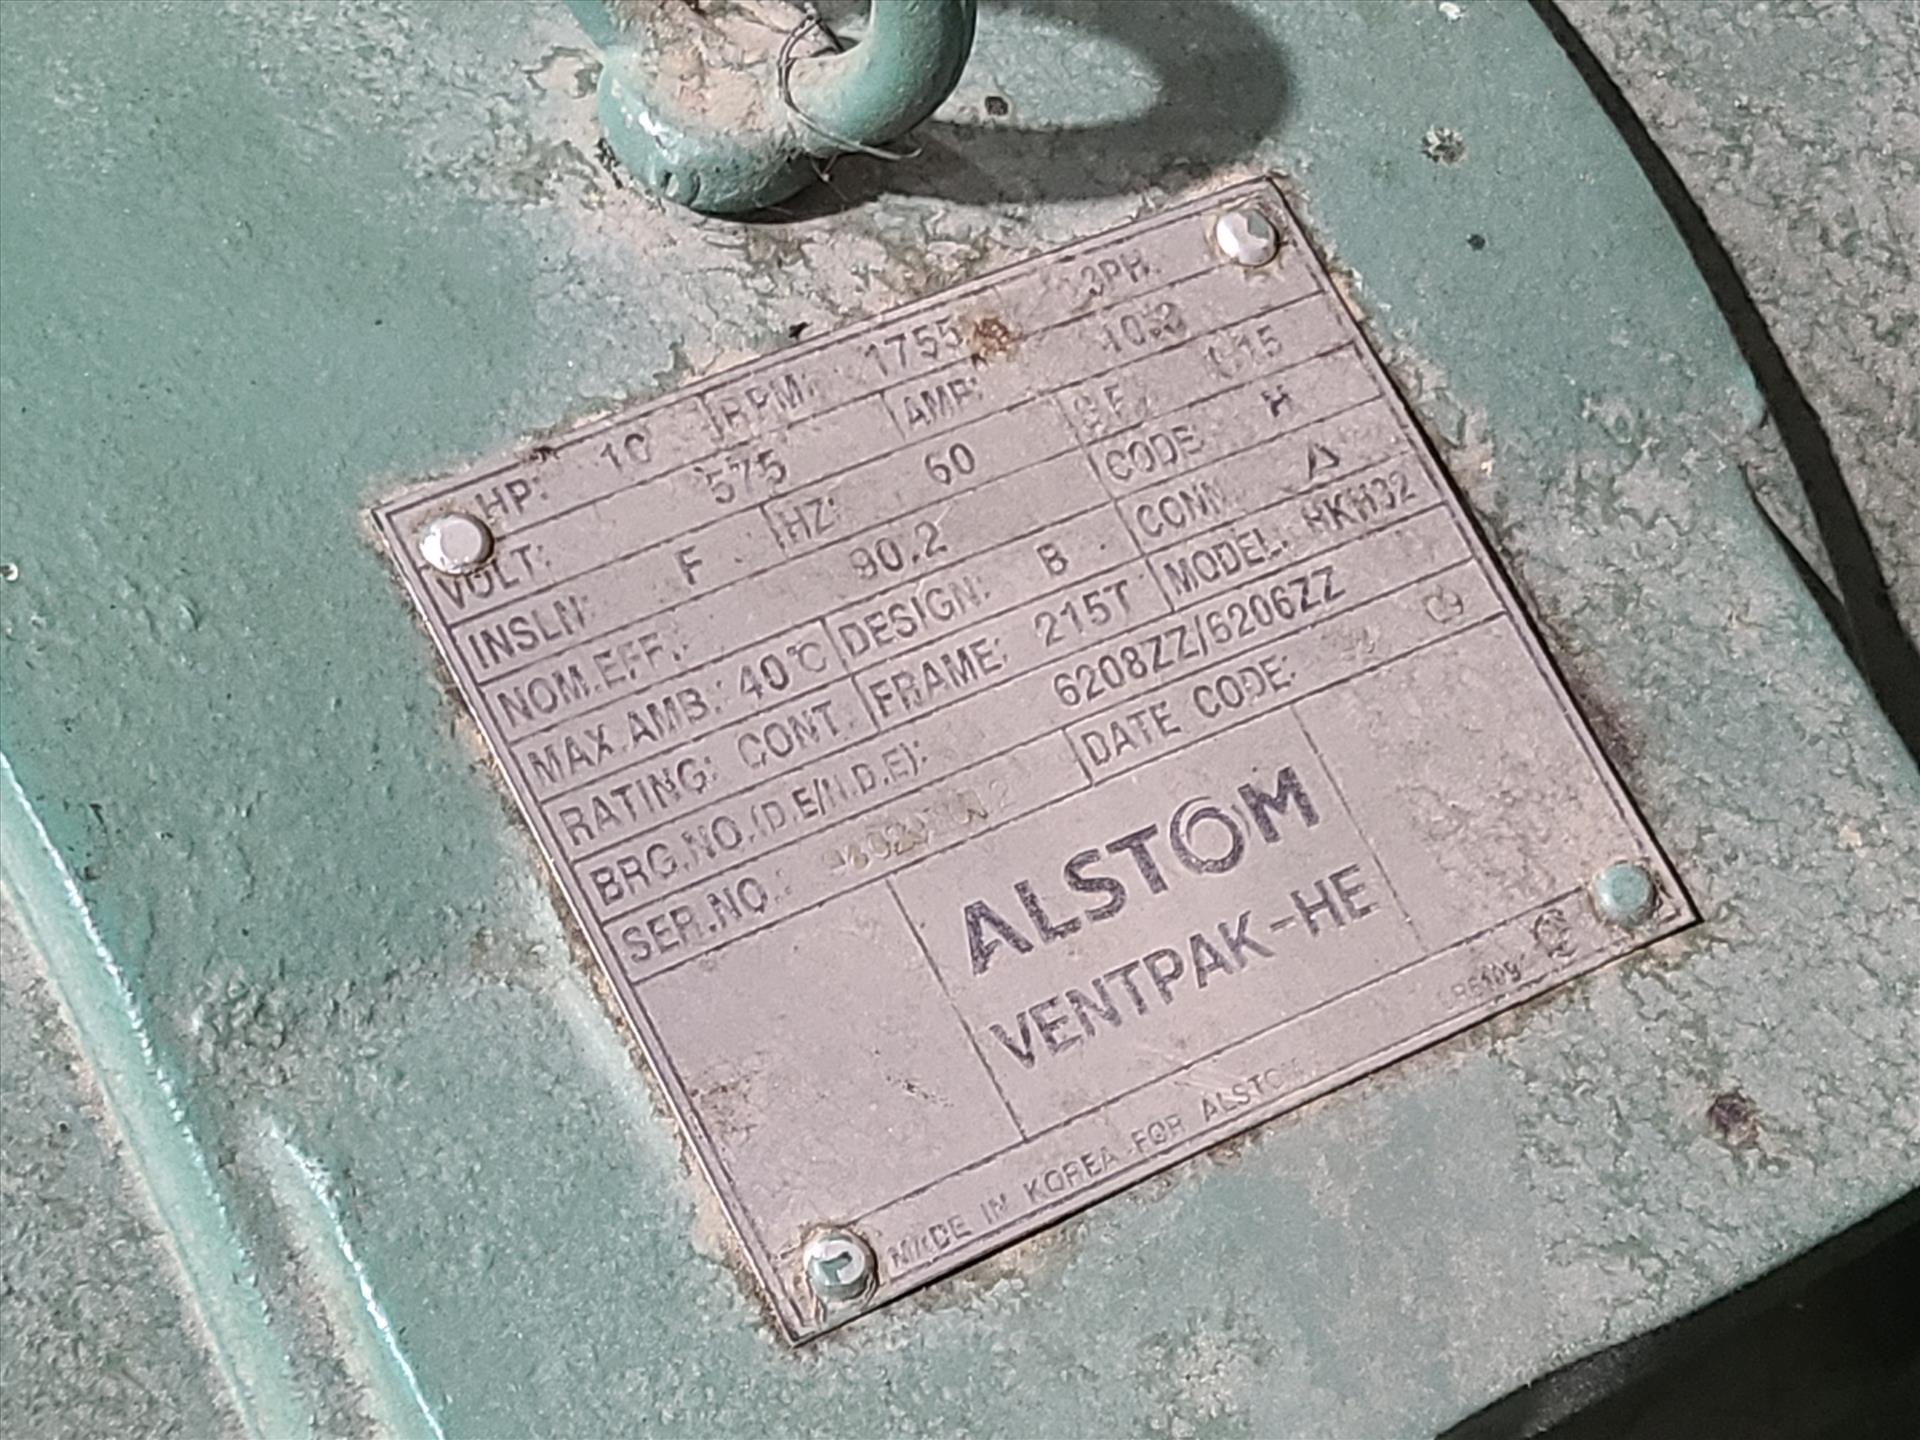 HP: 10 RPM: 1755 3PH.
VOLT: 575 AMP: 10.3
INSLN: F HZ: 60 S.F. 1.15
NOM.EFF.: 90.2 CODE H
MAX.AMB.: 40°C DESIGN: B CONN. △
RATING: CONT. FRAME: 215T MODEL. HKH32
BRG.NO.(D.E/N.D.E): 6208ZZ/6206ZZ
SER.NO.: DATE CODE:
ALSTOM
VENTPAK-HE
MADE IN KOREA FOR ALSTOM